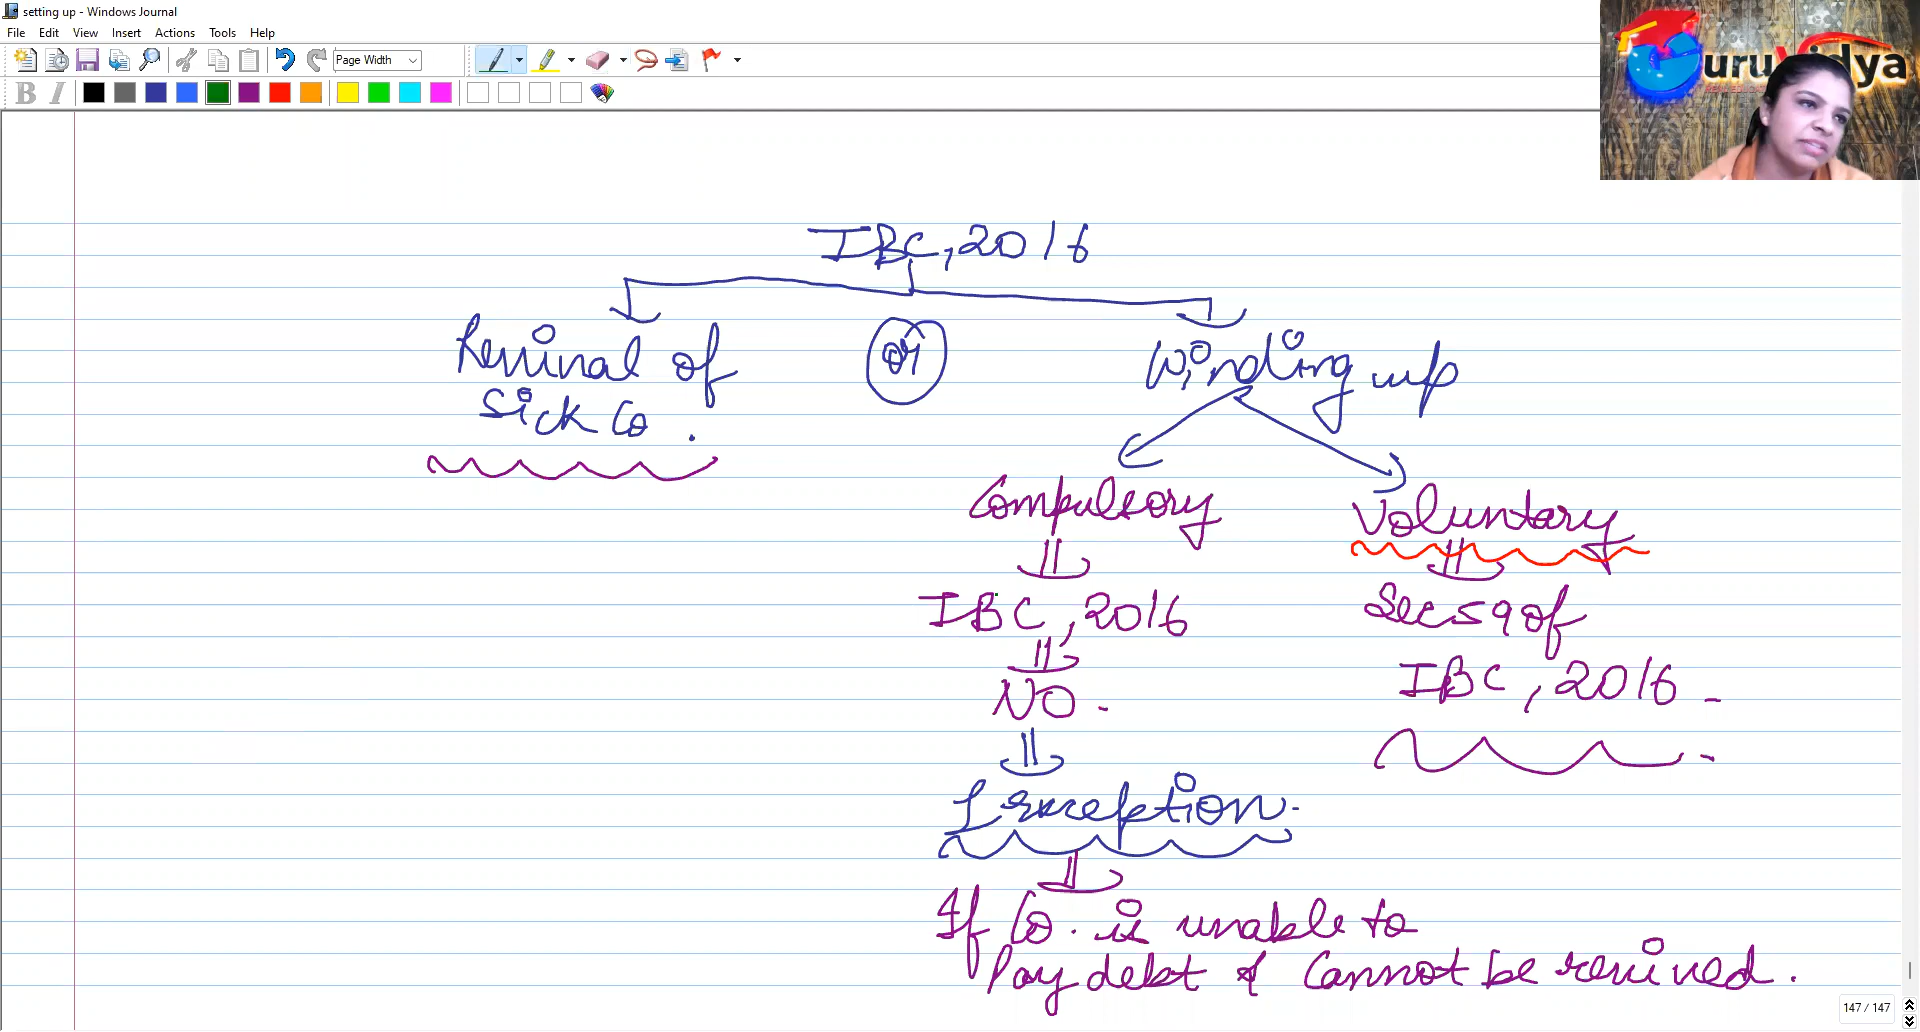 setting up - Windows Journal
File Edit View Insert Actions Tools Help
Page Width
B I
uruVidya
IBC, 2016
Revival of
Sick Co.
or
Winding up
Compulsory
Voluntary
IBC, 2016
Sec 59 of
IBC, 2016
NO.
1 exception.
If Co. is unable to
Pay debt & Cannot be revived.
147 / 147